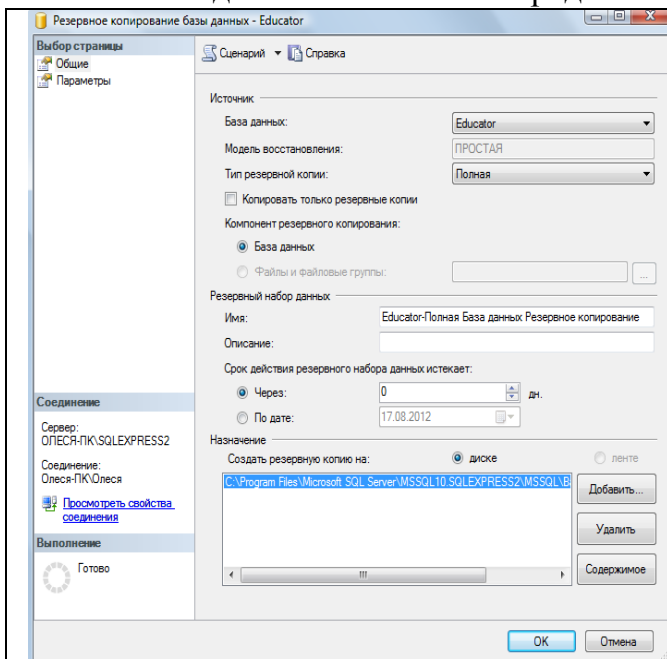 Резервное копирование базы данных - Educator
Выбор страницы
Общие
Параметры
Сценарий Справка
Источник
База данных: Educator
Модель восстановления: ПРОСТАЯ
Тип резервной копии: Полная
Копировать только резервные копии
Компонент резервного копирования:
База данных
Файлы и файловые группы: ...
Резервный набор данных
Имя: Educator-Полная База данных Резервное копирование
Описание:
Срок действия резервного набора данных истекает:
Через: 0 дн.
По дате: 17.08.2012
Назначение
Создать резервную копию на: диске ленте
C:\Program Files\Microsoft SQL Server\MSSQL10.SQLEXPRESS2\MSSQL\
Добавить...
Удалить
Содержимое
Соединение
Сервер:
ОЛЕСЯ-ПК\SQLEXPRESS2
Соединение:
Олеся-ПК\Олеся
Просмотреть свойства
соединения
Выполнение
Готово
OK Отмена